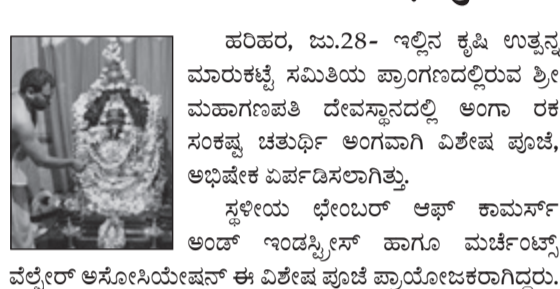 ಹರಿಹರ, ಜು.28- ಇಲ್ಲಿನ ಕೃಷಿ ಉತ್ಪನ್ನ
ಮಾರುಕಟ್ಟೆ ಸಮಿತಿಯ ಪ್ರಾಂಗಣದಲ್ಲಿರುವ ಶ್ರೀ
ಮಹಾಗಣಪತಿ ದೇವಸ್ಥಾನದಲ್ಲಿ ಅಂಗಾ ರಕ
ಸಂಕಷ್ಟ ಚತುರ್ಥಿ ಅಂಗವಾಗಿ ವಿಶೇಷ ಪೂಜೆ,
ಅಭಿಷೇಕ ಏರ್ಪಡಿಸಲಾಗಿತ್ತು.
ಸ್ಥಳೀಯ ಛೇಂಬರ್ ಆಫ್ ಕಾಮರ್ಸ್
ಅಂಡ್ ಇಂಡಸ್ಟ್ರೀಸ್ ಹಾಗೂ ಮರ್ಚೆಂಟ್ಸ್
ವೆಲ್ಫೇರ್ ಅಸೋಸಿಯೇಷನ್ ಈ ವಿಶೇಷ ಪೂಜೆ ಪ್ರಾಯೋಜಕರಾಗಿದ್ದರು.